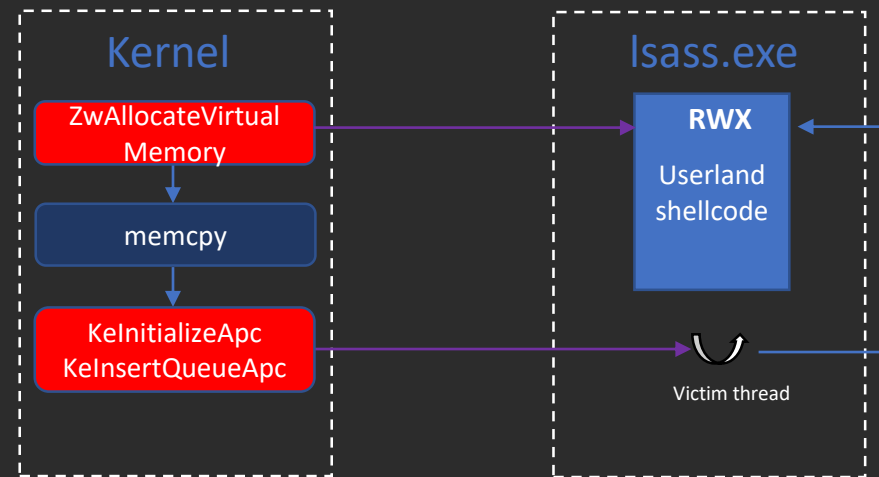 Kernel
ZwAllocateVirtual
Memory
memcpy
KeInitializeApc
KeInsertQueueApc
lsass.exe
RWX
Userland
shellcode
Victim thread